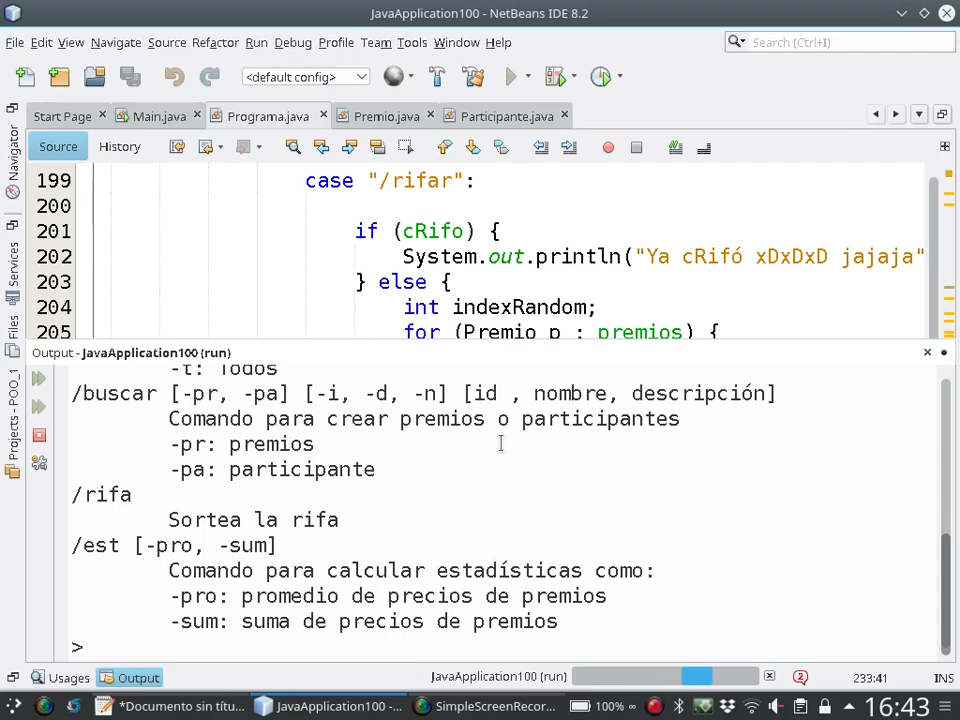 JavaApplication100 - NetBeans IDE 8.2
File Edit View Navigate Source Refactor Run Debug Profile Team Tools Window Help
Search (Ctrl+I)
<default config>
Start Page Main.java Programa.java Premio.java Participante.java
Source History
Navigator
Services
Files
Projects - POO_1
199 case "/rifar":
200
201 if (cRifo) {
202 System.out.println("Ya cRifó xDxDxD jajaja"
203 } else {
204 int indexRandom;
205 for (Premio p : premios) {
Output - JavaApplication100 (run)
-t: Todos
/buscar [-pr, -pa] [-i, -d, -n] [id , nombre, descripción]
Comando para crear premios o participantes
-pr: premios
-pa: participante
/rifa
Sortea la rifa
/est [-pro, -sum]
Comando para calcular estadísticas como:
-pro: promedio de precios de premios
-sum: suma de precios de premios
>
Usages Output
JavaApplication100 (run)
2
233:41 INS
*Documento sin títu... JavaApplication100 -... SimpleScreenRecor... 100% 16:43